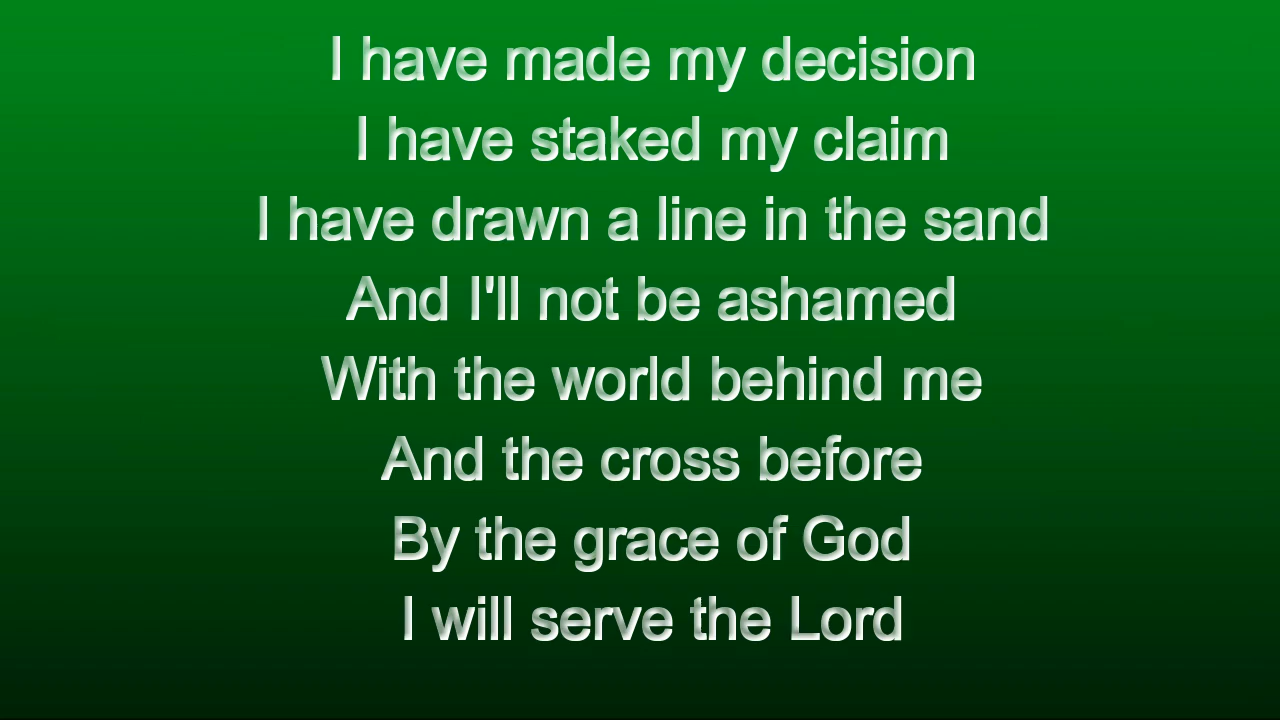 I have made my decision
I have staked my claim
I have drawn a line in the sand
And I'll not be ashamed
With the world behind me
And the cross before
By the grace of God
I will serve the Lord